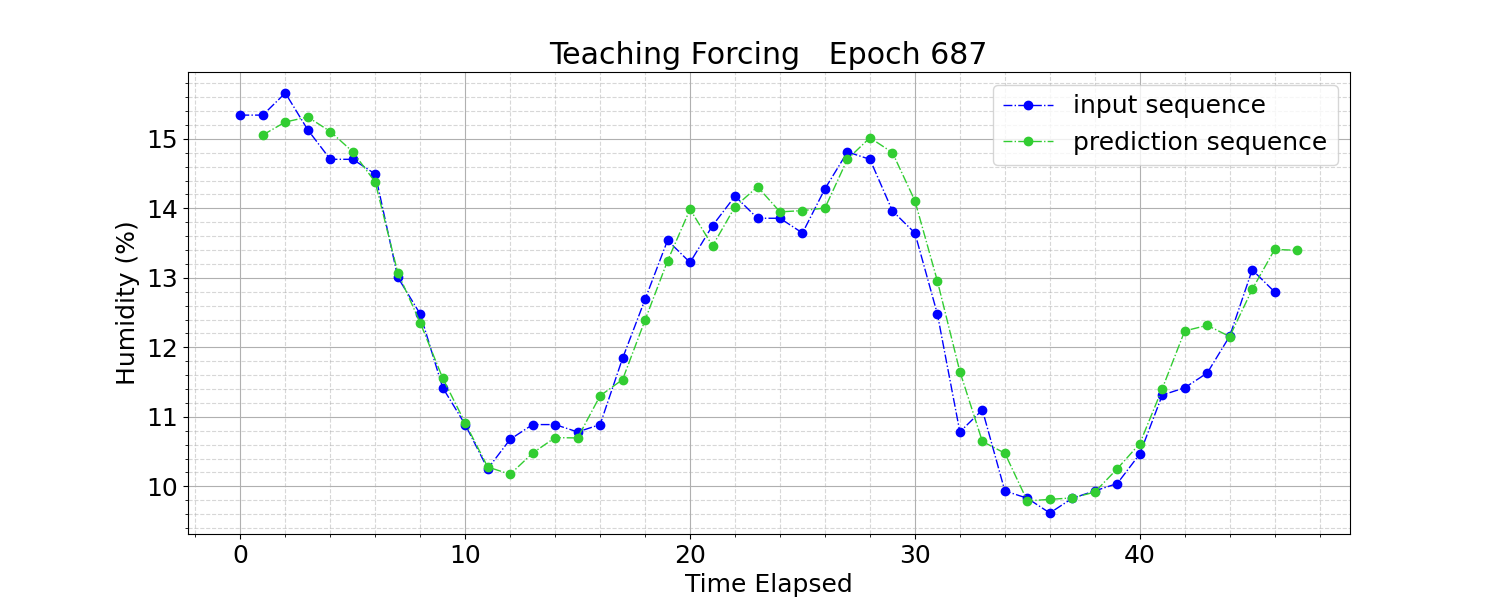 Teaching Forcing   Epoch 687
input sequence
prediction sequence
Humidity (%)
15
14
13
12
11
10
0 10 20 30 40
Time Elapsed